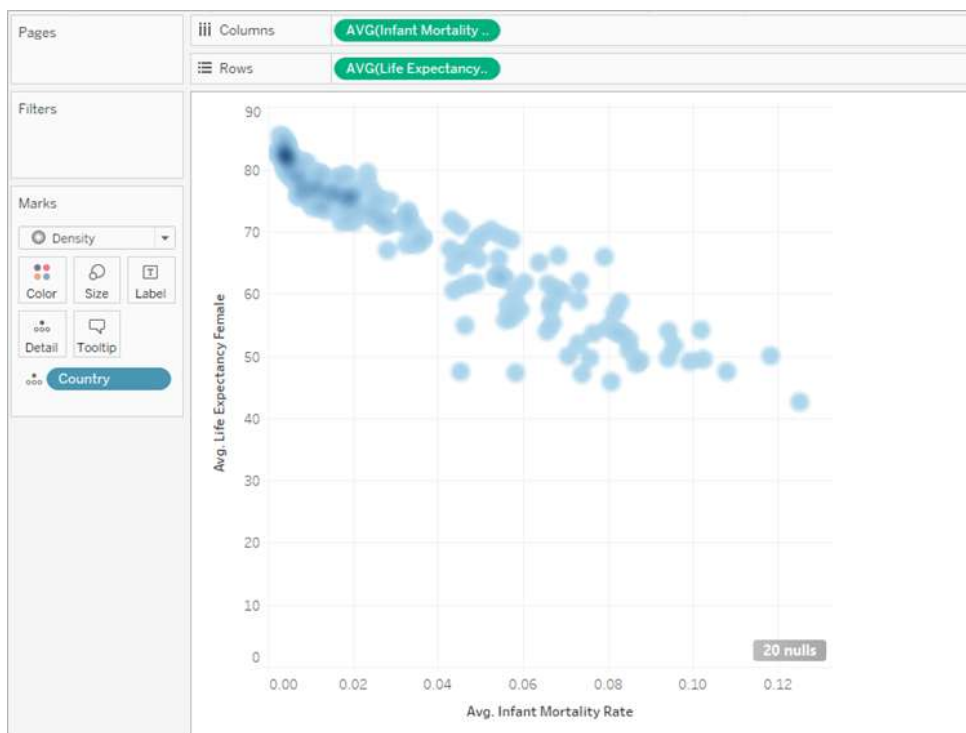 Pages
Columns
AVG(Infant Mortality ..
Rows
AVG(Life Expectancy..
Filters
Marks
Density
Color
Size
Label
Detail
Tooltip
Country
Avg. Life Expectancy Female
90
80
70
60
50
40
30
20
10
0
20 nulls
0.00 0.02 0.04 0.06 0.08 0.10 0.12
Avg. Infant Mortality Rate